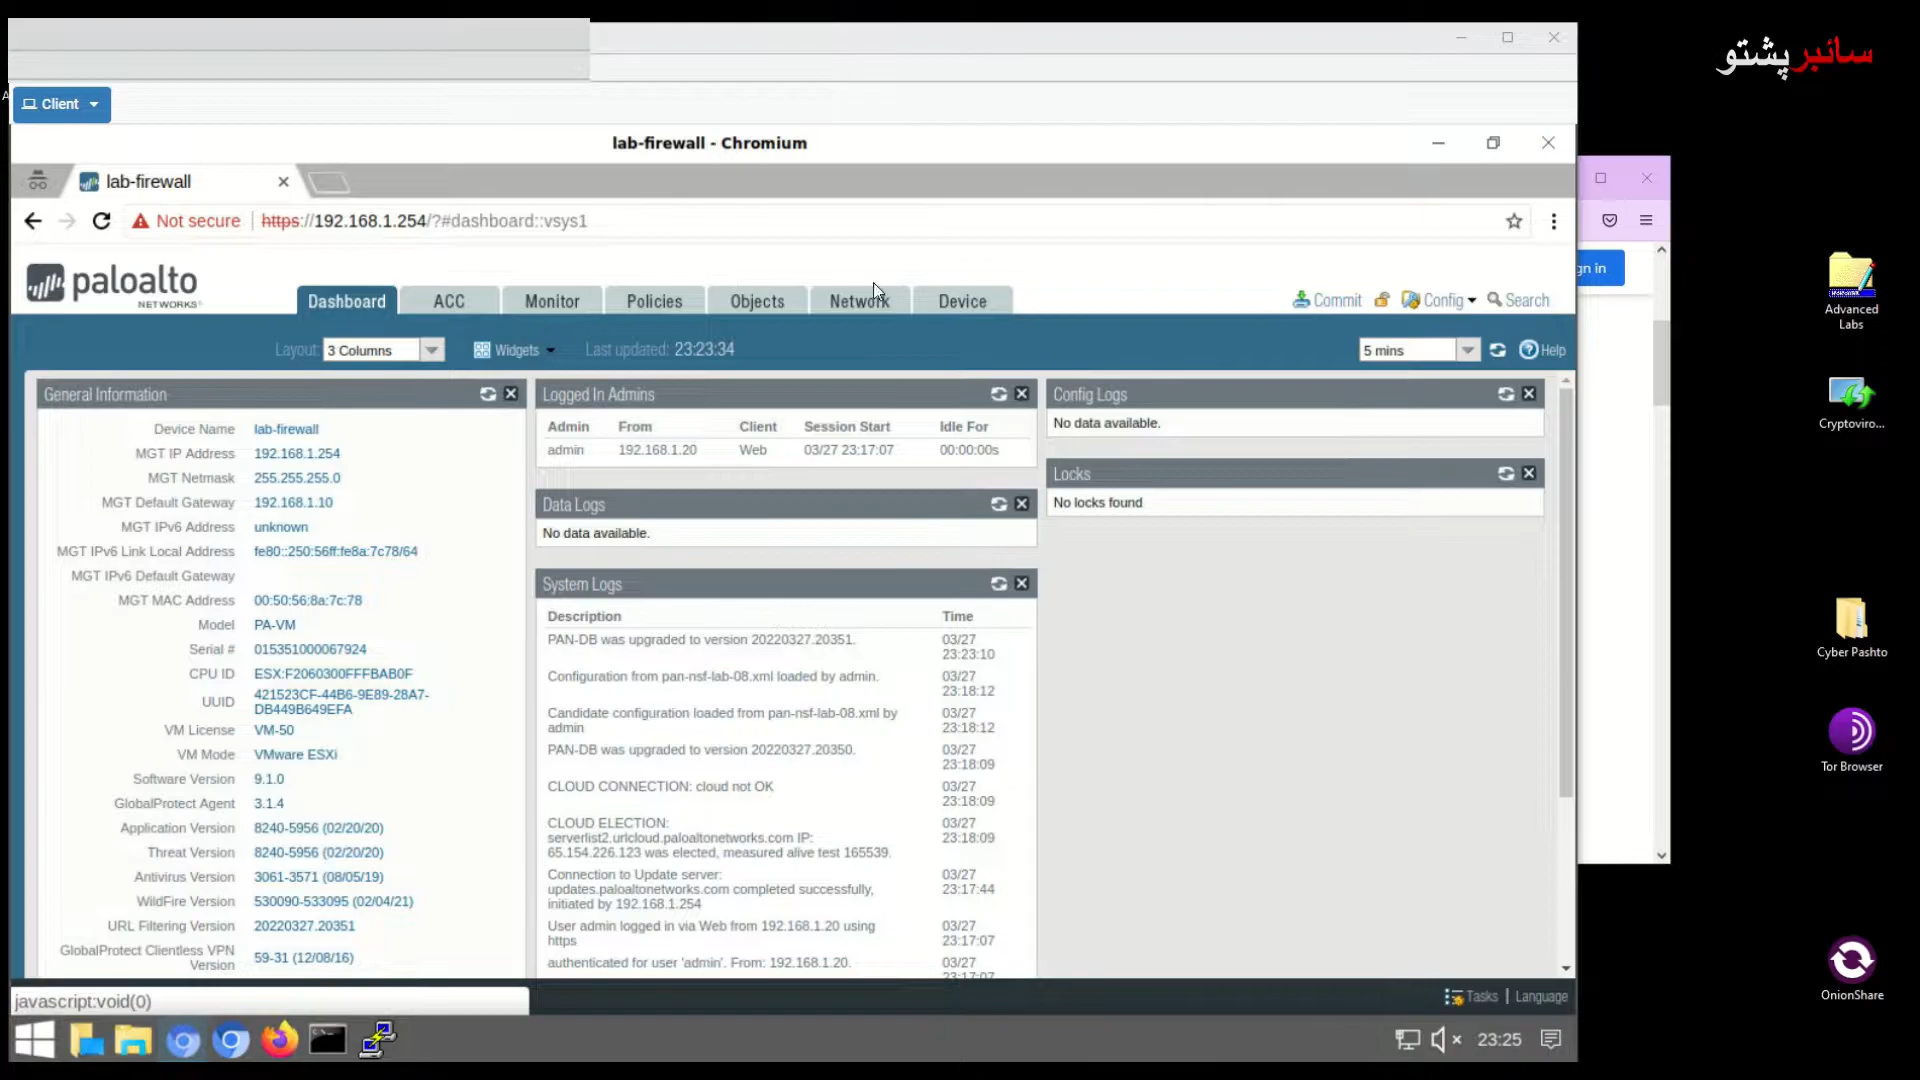 سائبر پښتو
Client
lab-firewall - Chromium
lab-firewall
Not secure
https://192.168.1.254/?#dashboard::vsys1
gn in
paloalto
NETWORKS
Dashboard
ACC
Monitor
Policies
Objects
Network
Device
Commit
Config
Search
Layout:
3 Columns
Widgets
Last updated: 23:23:34
5 mins
Help
General Information
Device Name lab-firewall
MGT IP Address 192.168.1.254
MGT Netmask 255.255.255.0
MGT Default Gateway 192.168.1.10
MGT IPv6 Address unknown
MGT IPv6 Link Local Address fe80::250:56ff:fe8a:7c78/64
MGT IPv6 Default Gateway
MGT MAC Address 00:50:56:8a:7c:78
Model PA-VM
Serial # 015351000067924
CPU ID ESX:F2060300FFFBAB0F
UUID 421523CF-44B6-9E89-28A7-
DB449B649EFA
VM License VM-50
VM Mode VMware ESXi
Software Version 9.1.0
GlobalProtect Agent 3.1.4
Application Version 8240-5956 (02/20/20)
Threat Version 8240-5956 (02/20/20)
Antivirus Version 3061-3571 (08/05/19)
WildFire Version 530090-533095 (02/04/21)
URL Filtering Version 20220327.20351
GlobalProtect Clientless VPN
Version 59-31 (12/08/16)
Logged In Admins
Admin From Client Session Start Idle For
admin 192.168.1.20 Web 03/27 23:17:07 00:00:00s
Data Logs
No data available.
System Logs
Description Time
PAN-DB was upgraded to version 20220327.20351. 03/27
23:23:10
Configuration from pan-nsf-lab-08.xml loaded by admin. 03/27
23:18:12
Candidate configuration loaded from pan-nsf-lab-08.xml by 03/27
admin 23:18:12
PAN-DB was upgraded to version 20220327.20350. 03/27
23:18:09
CLOUD CONNECTION: cloud not OK 03/27
23:18:09
CLOUD ELECTION: 03/27
serverlist2.urlcloud.paloaltonetworks.com IP: 23:18:09
65.154.226.123 was elected, measured alive test 165539.
Connection to Update server: 03/27
updates.paloaltonetworks.com completed successfully, 23:17:44
initiated by 192.168.1.254
User admin logged in via Web from 192.168.1.20 using 03/27
https 23:17:07
authenticated for user 'admin'. From: 192.168.1.20. 03/27
23:17:07
Config Logs
No data available.
Locks
No locks found
javascript:void(0)
Tasks | Language
23:25
Advanced
Labs
Cryptoviro...
Cyber Pashto
Tor Browser
OnionShare